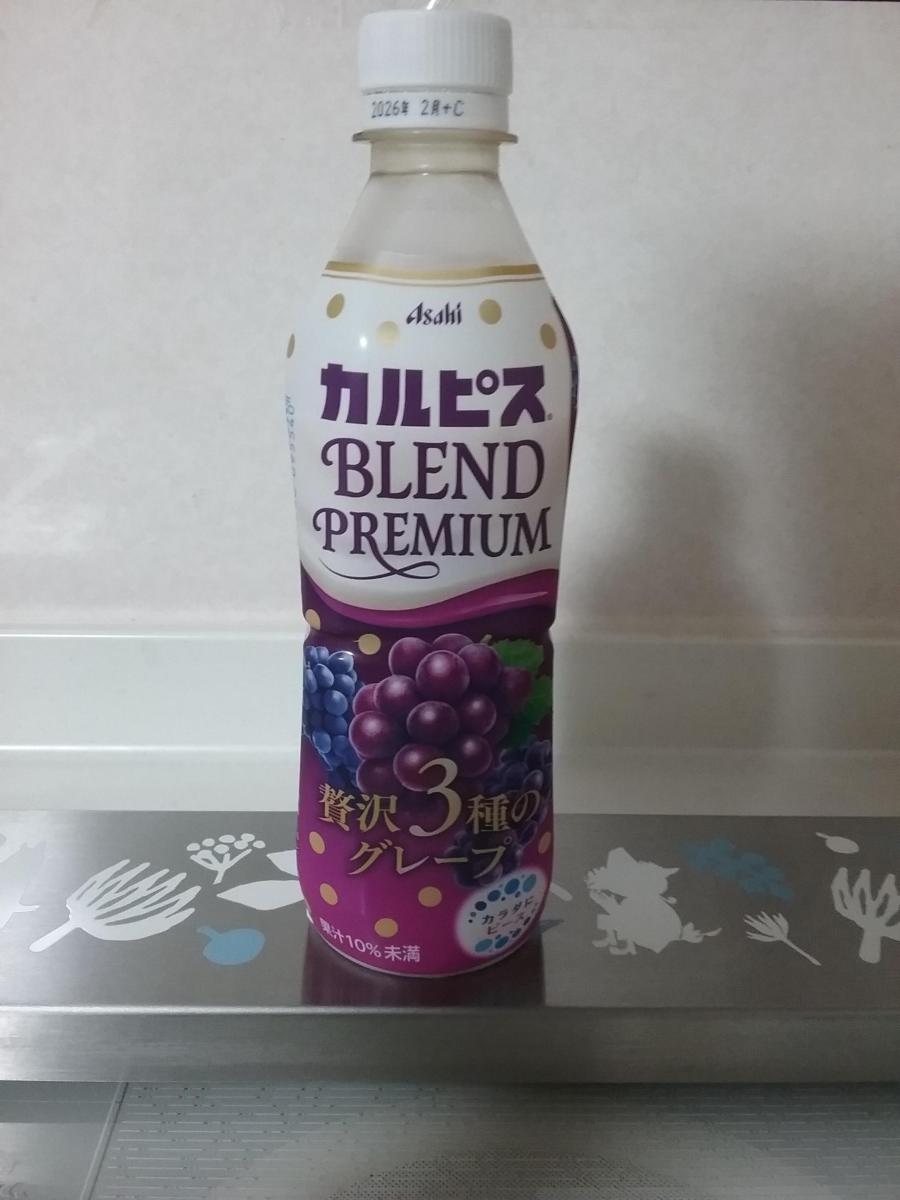 2026年 2月+C
Asahi
カルピス®
BLEND
PREMIUM
贅沢3種の
グレープ
果汁10%未満
カラダに
ピース